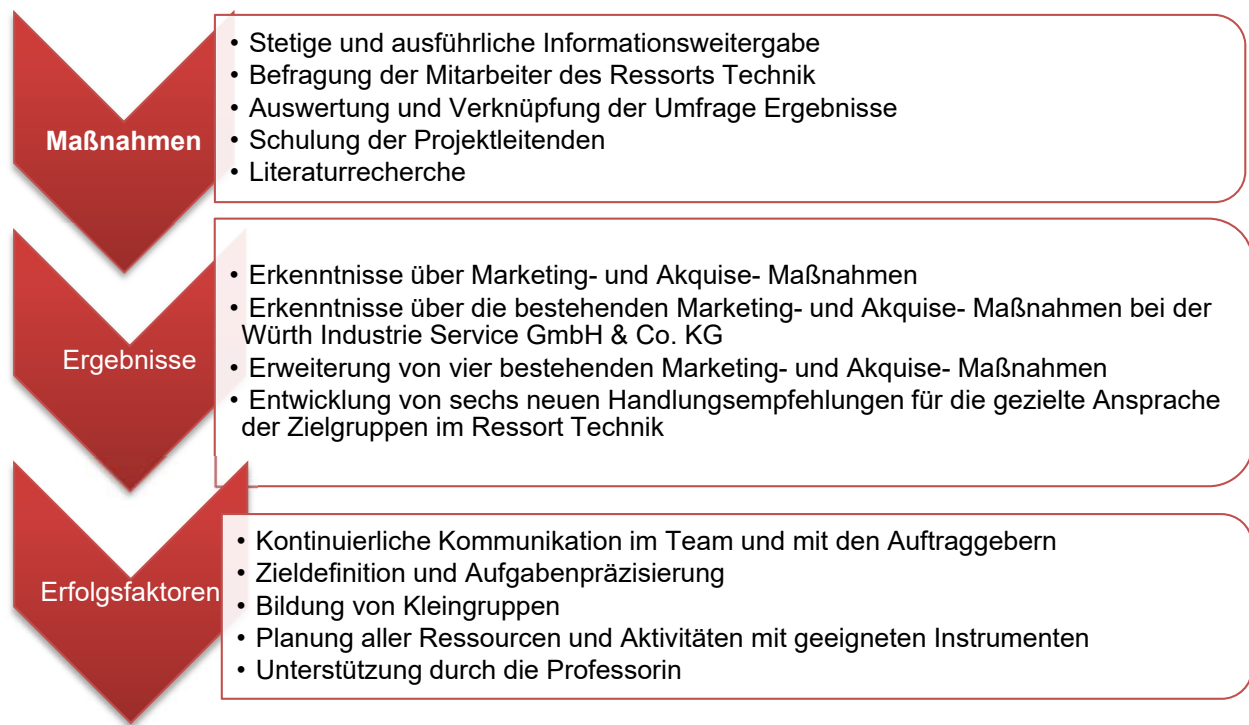 Maßnahmen
• Stetige und ausführliche Informationsweitergabe
• Befragung der Mitarbeiter des Ressorts Technik
• Auswertung und Verknüpfung der Umfrage Ergebnisse
• Schulung der Projektleitenden
• Literaturrecherche
Ergebnisse
• Erkenntnisse über Marketing- und Akquise- Maßnahmen
• Erkenntnisse über die bestehenden Marketing- und Akquise- Maßnahmen bei der
Würth Industrie Service GmbH & Co. KG
• Erweiterung von vier bestehenden Marketing- und Akquise- Maßnahmen
• Entwicklung von sechs neuen Handlungsempfehlungen für die gezielte Ansprache
der Zielgruppen im Ressort Technik
Erfolgsfaktoren
• Kontinuierliche Kommunikation im Team und mit den Auftraggebern
• Zieldefinition und Aufgabenpräzisierung
• Bildung von Kleingruppen
• Planung aller Ressourcen und Aktivitäten mit geeigneten Instrumenten
• Unterstützung durch die Professorin